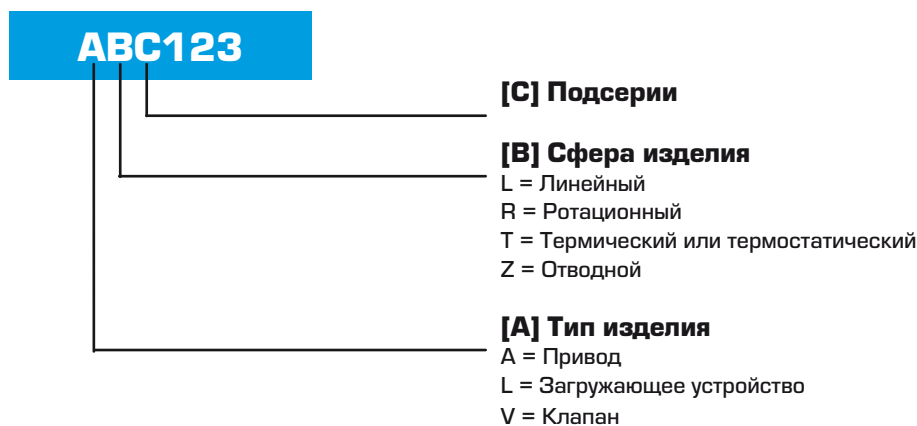 ABC123
[C] Подсерии
[B] Сфера изделия
L = Линейный
R = Ротационный
T = Термический или термостатический
Z = Отводной
[A] Тип изделия
A = Привод
L = Загружающее устройство
V = Клапан